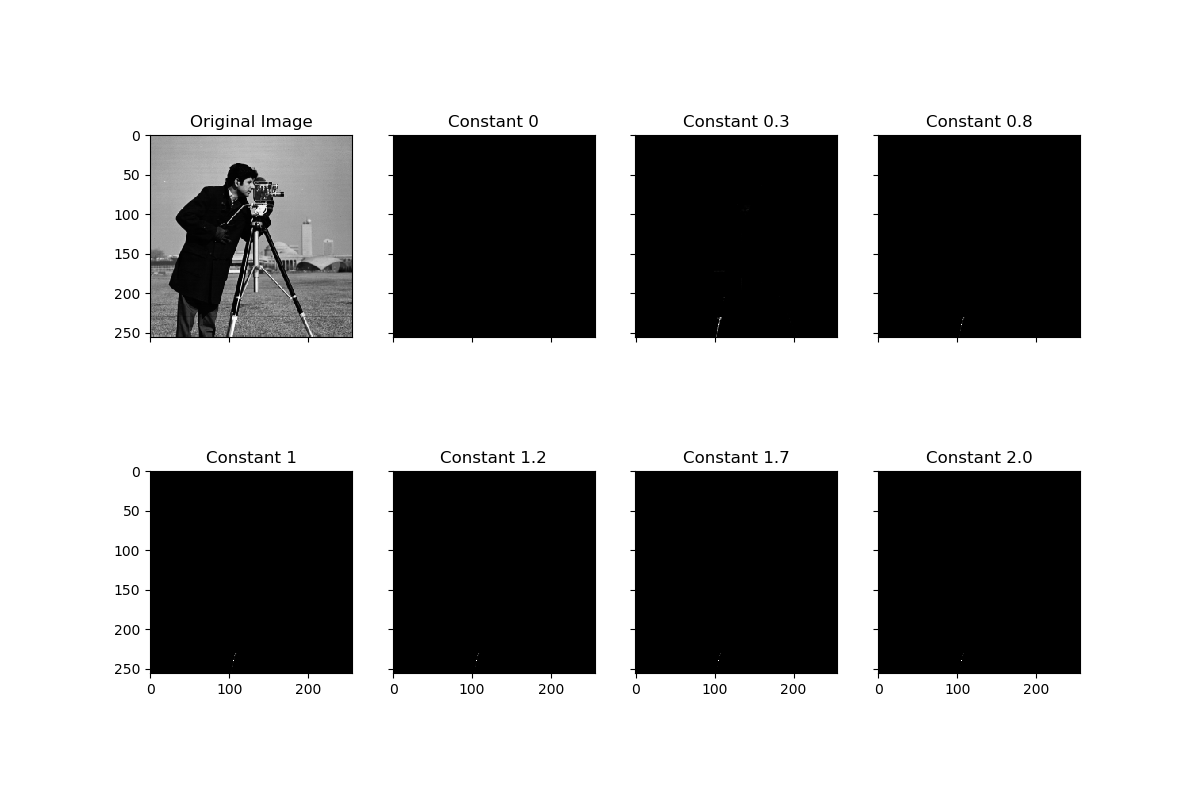 Original Image
Constant 0
Constant 0.3
Constant 0.8
0
50
100
150
200
250
Constant 1
Constant 1.2
Constant 1.7
Constant 2.0
0
50
100
150
200
250
0 100 200
0 100 200
0 100 200
0 100 200